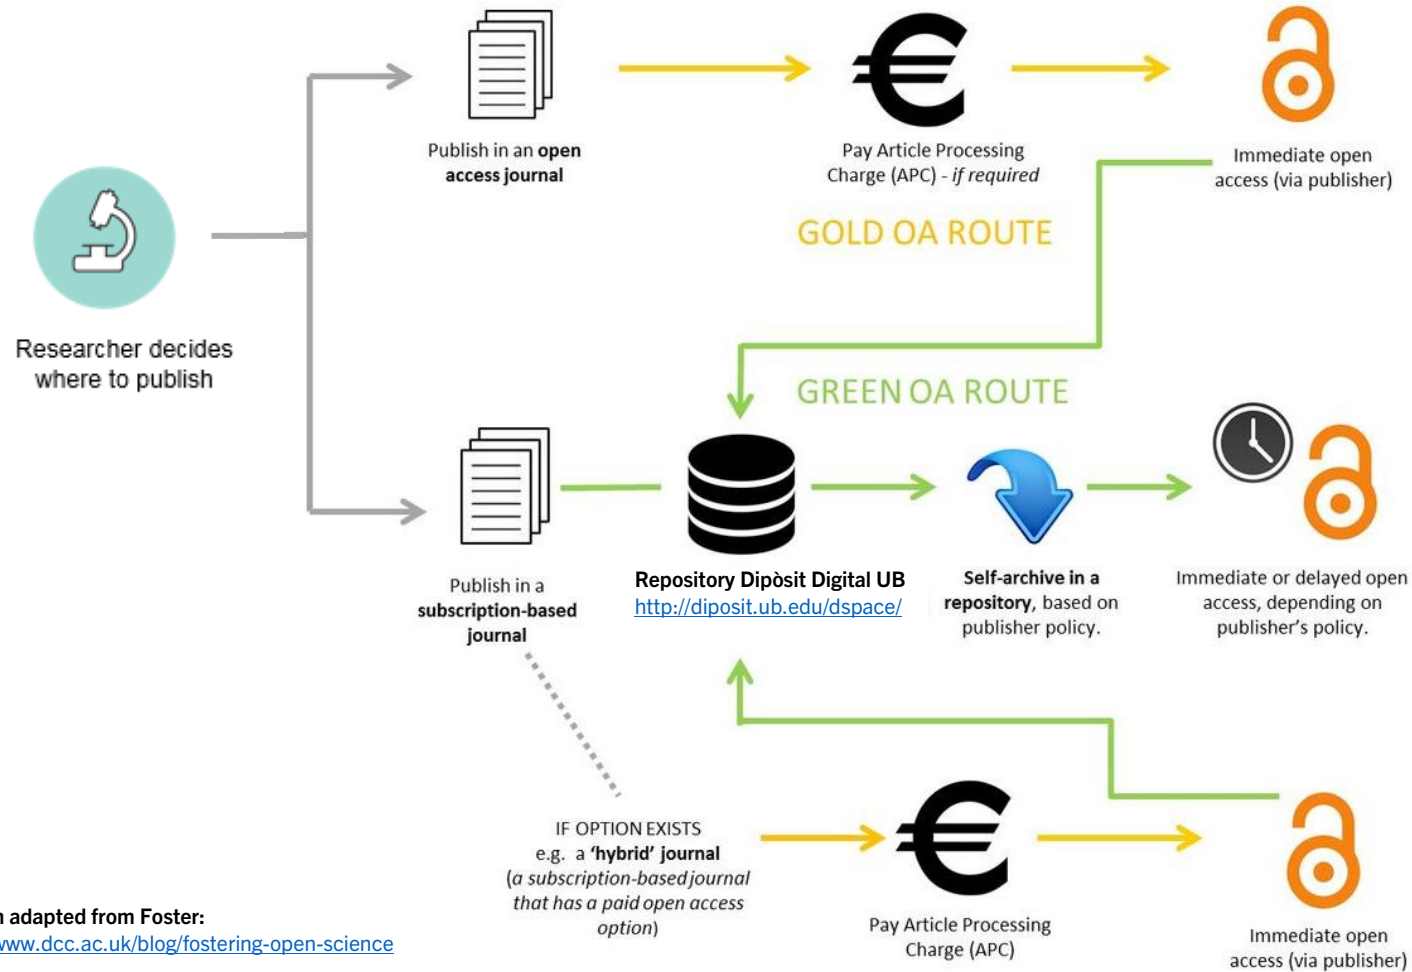 Publish in an open
access journal
Pay Article Processing
Charge (APC) - if required
Immediate open
access (via publisher)
GOLD OA ROUTE
Researcher decides
where to publish
GREEN OA ROUTE
Publish in a
subscription-based
journal
Repository Dipòsit Digital UB
http://diposit.ub.edu/dspace/
Self-archive in a
repository, based on
publisher policy.
Immediate or delayed open
access, depending on
publisher's policy.
IF OPTION EXISTS
e.g. a 'hybrid' journal
(a subscription-based journal
that has a paid open access
option)
Pay Article Processing
Charge (APC)
Immediate open
access (via publisher)
adapted from Foster:
www.dcc.ac.uk/blog/fostering-open-science